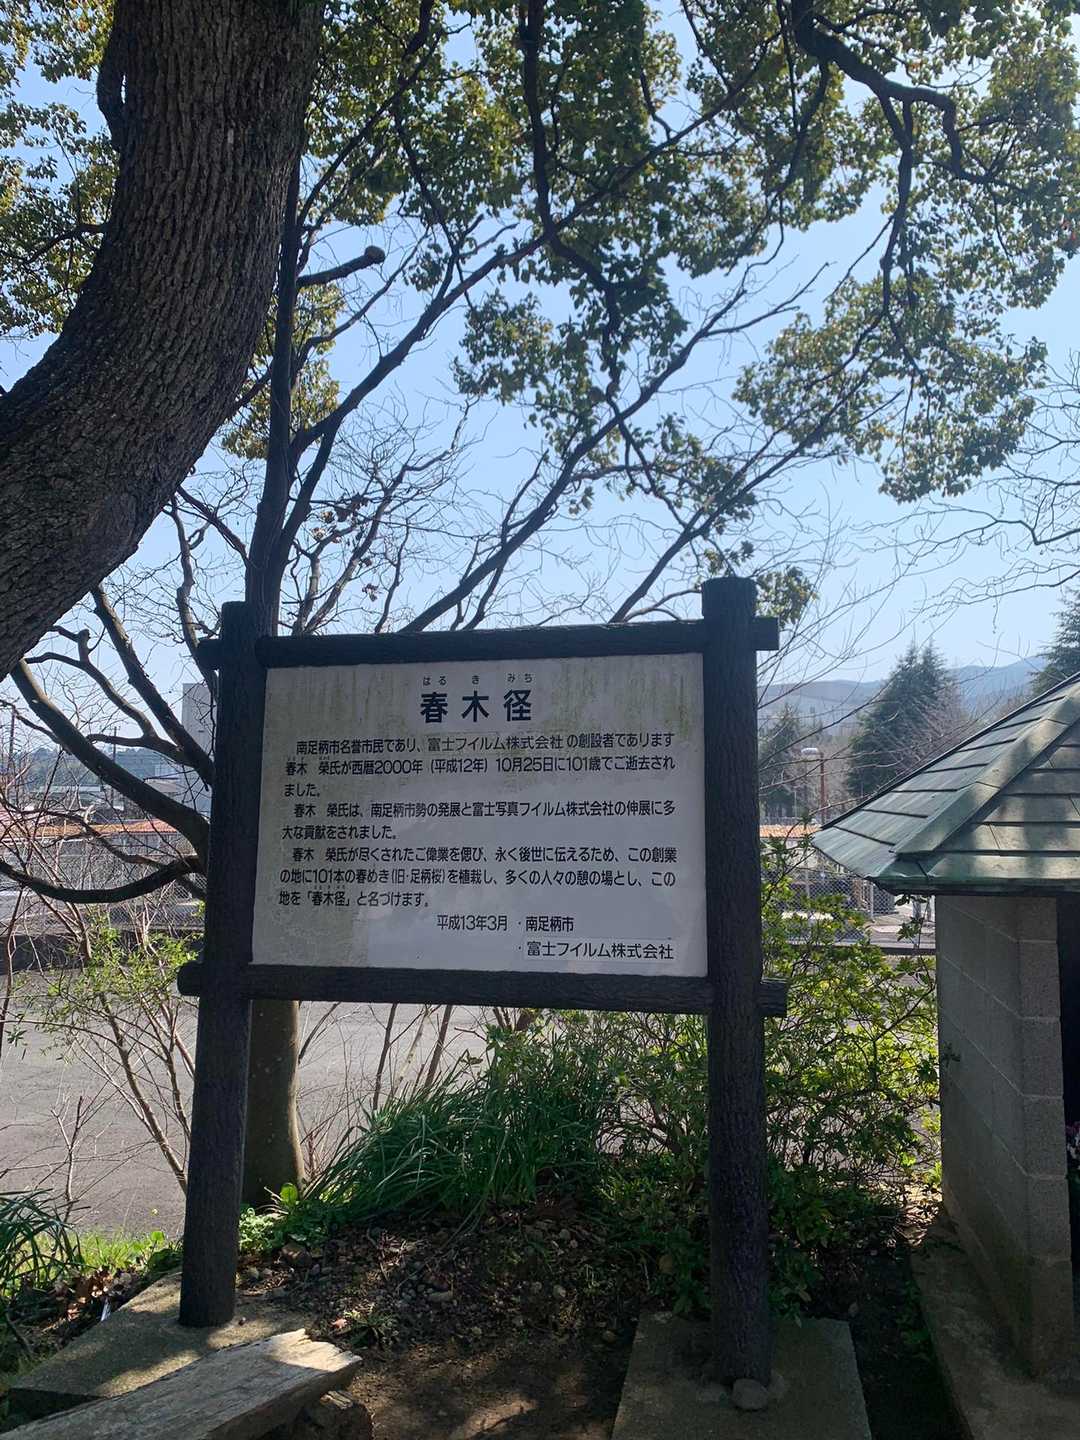 はるきみち
春木径
南足柄市名誉市民であり、富士フイルム株式会社の創設者であります
春木 榮氏が西暦2000年(平成12年)10月25日に101歳でご逝去され
ました。
春木 榮氏は、南足柄市勢の発展と富士写真フイルム株式会社の伸展に多
大な貢献をされました。
春木 榮氏が尽くされたご偉業を偲び、永く後世に伝えるため、この創業
の地に101本の春めき(旧・足柄桜)を植栽し、多くの人々の憩の場とし、この
地を「春木径」と名づけます。
平成13年3月・南足柄市
・富士フイルム株式会社